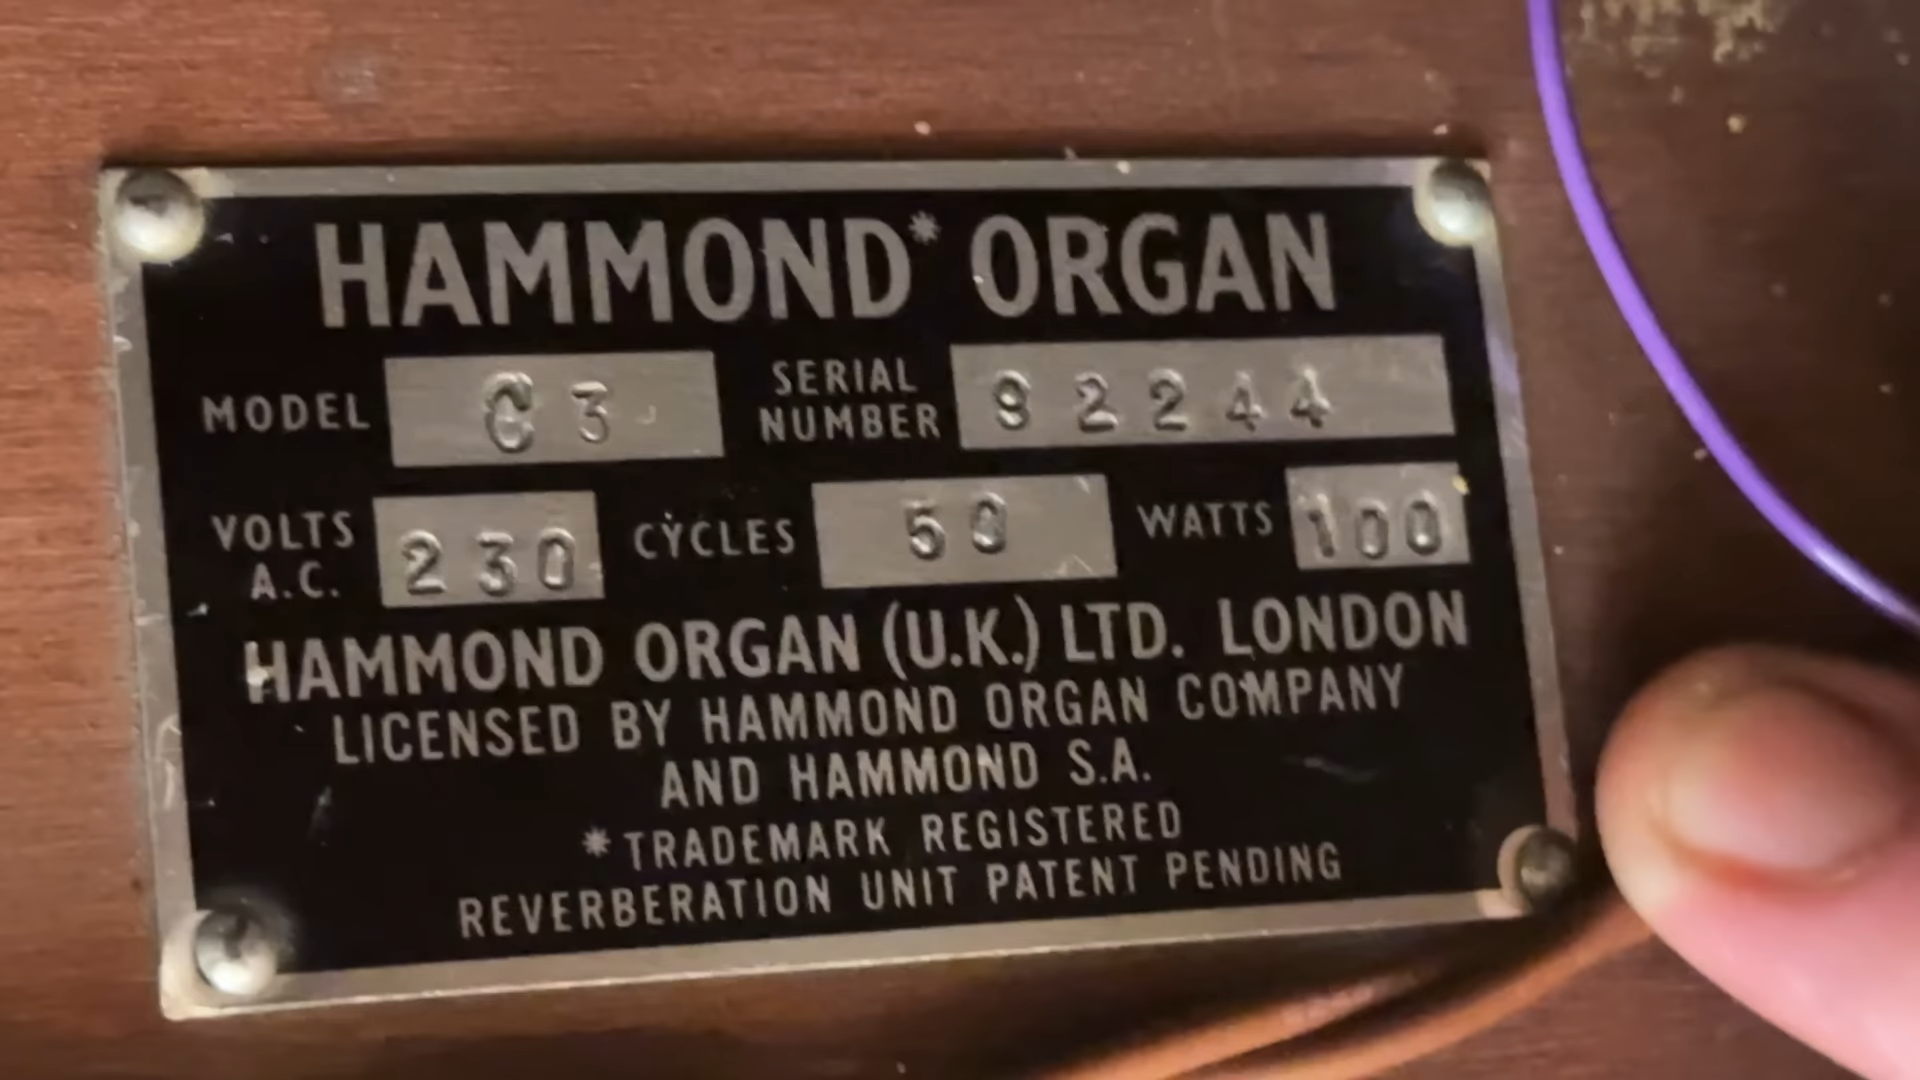 HAMMOND* ORGAN
MODEL C3 SERIAL NUMBER 92244
VOLTS A.C. 230 CYCLES 50 WATTS 100
HAMMOND ORGAN (U.K.) LTD. LONDON
LICENSED BY HAMMOND ORGAN COMPANY
AND HAMMOND S.A.
*TRADEMARK REGISTERED
REVERBERATION UNIT PATENT PENDING